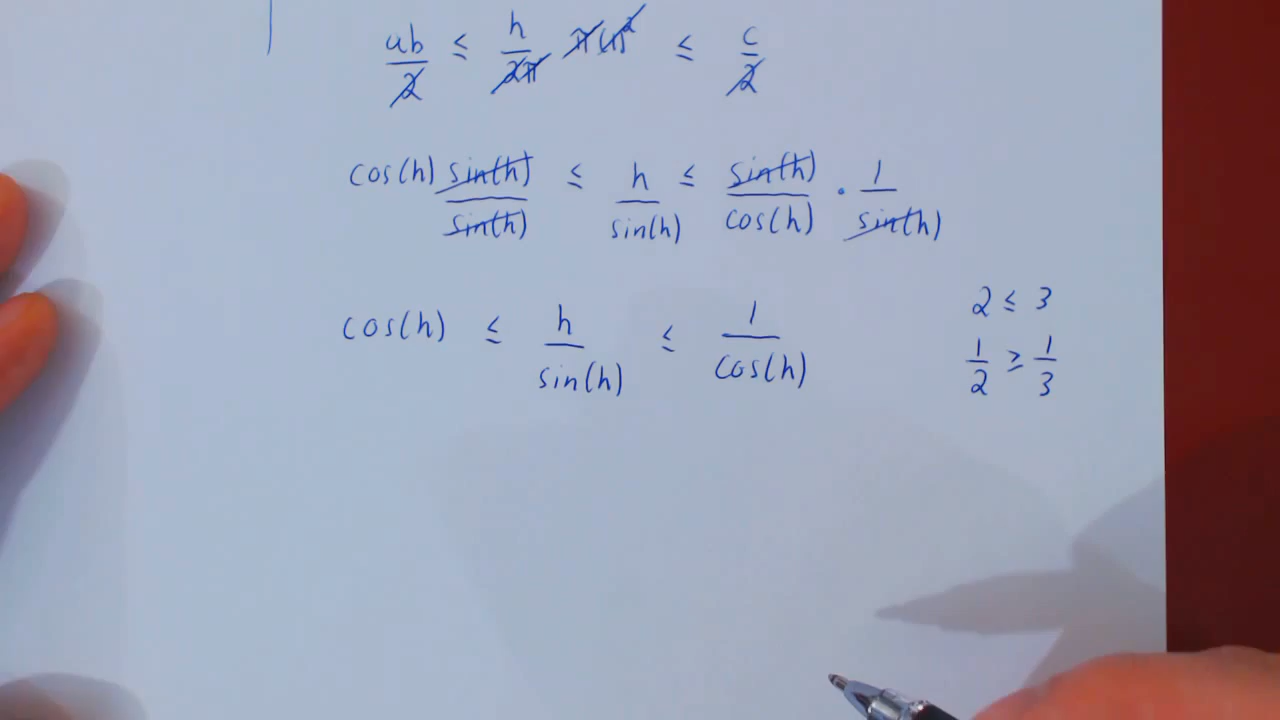 ab/2 ≤ h/2π π(1)² ≤ c/2
cos(h) sin(h)/sin(h) ≤ h/sin(h) ≤ sin(h)/cos(h) · 1/sin(h)
cos(h) ≤ h/sin(h) ≤ 1/cos(h)
2 ≤ 3
1/2 ≥ 1/3